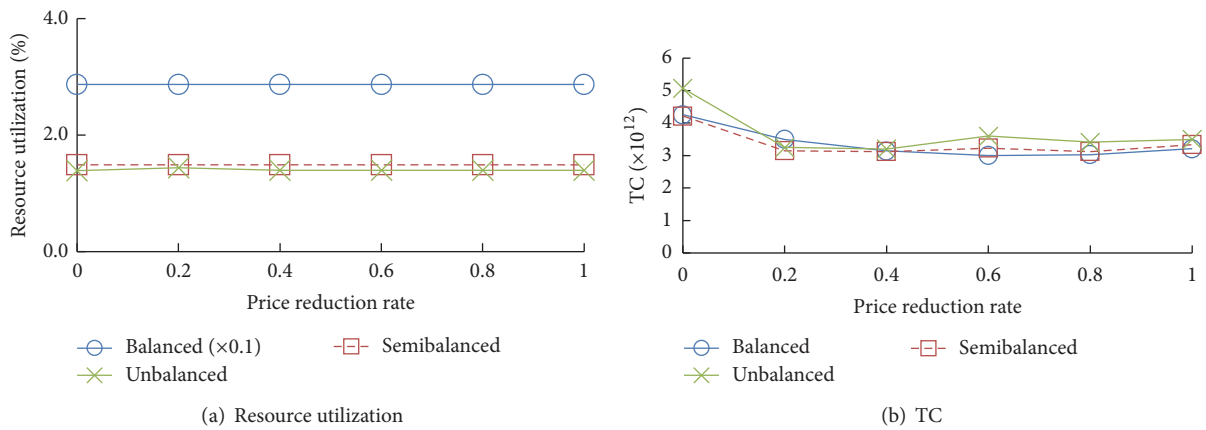 Resource utilization (%)
4.0
2.0
0.0
0
0.2
0.4
0.6
0.8
1
Price reduction rate
Balanced (×0.1)
Semibalanced
Unbalanced
(a) Resource utilization
TC (×10¹²)
6
5
4
3
2
1
0
0
0.2
0.4
0.6
0.8
1
Price reduction rate
Balanced
Semibalanced
Unbalanced
(b) TC